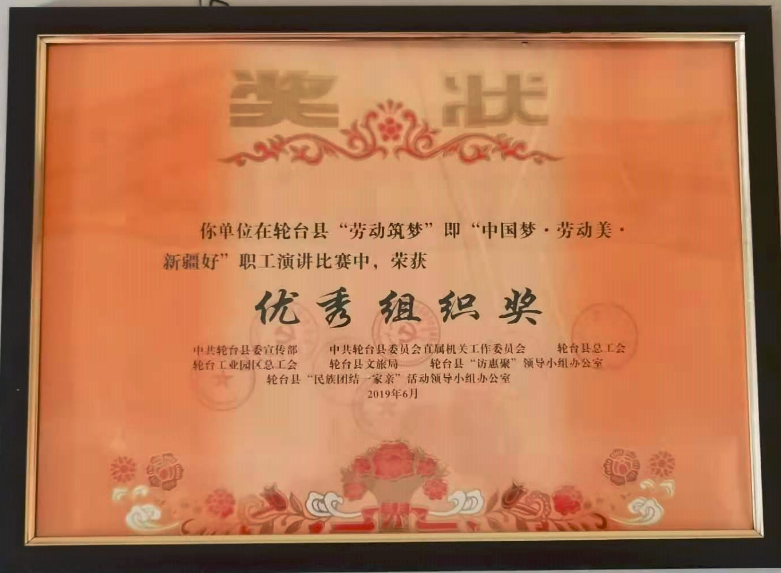 奖状
你单位在轮台县“劳动筑梦”即“中国梦·劳动美·
新疆好”职工演讲比赛中，荣获
优秀组织奖
中共轮台县委宣传部 中共轮台县委员会直属机关工作委员会 轮台县总工会
轮台工业园区总工会 轮台县文旅局 轮台县“访惠聚”领导小组办公室
轮台县“民族团结一家亲”活动领导小组办公室
2019年6月